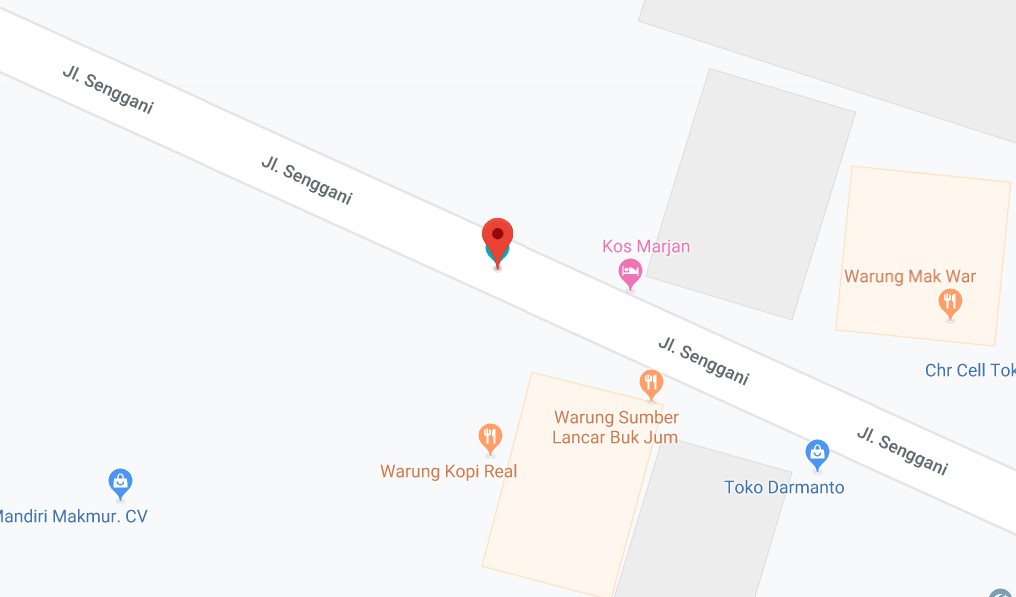 Jl. Senggani
Jl. Senggani
Kos Marjan
Warung Mak War
Jl. Senggani
Chr Cell Tok
Warung Sumber
Lancar Buk Jum
Jl. Senggani
Warung Kopi Real
Toko Darmanto
Mandiri Makmur. CV